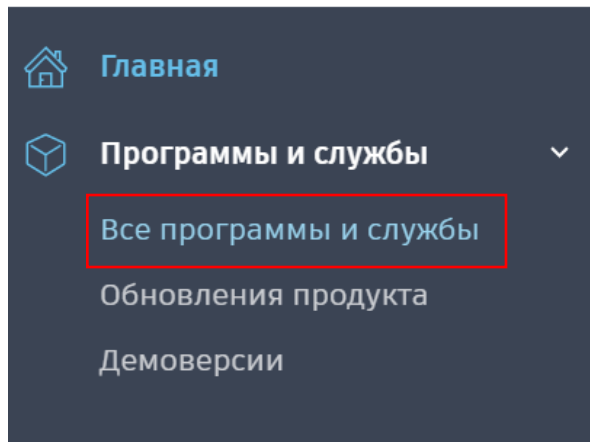 Главная
Программы и службы
Все программы и службы
Обновления продукта
Демоверсии